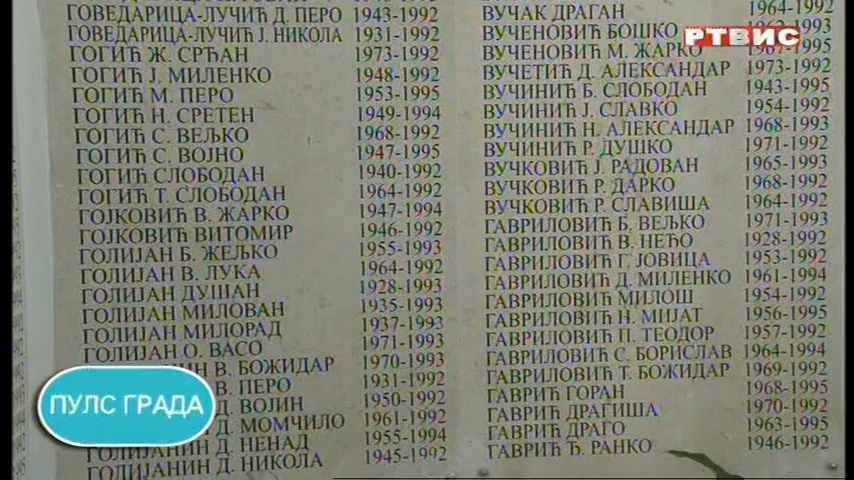 ГОВЕДАРИЦА-ЛУЧИЋ Д. ПЕРО 1943-1992
ГОВЕДАРИЦА-ЛУЧИЋ Ј. НИКОЛА 1931-1992
ГОГИЋ Ж. СРЂАН 1973-1992
ГОГИЋ Ј. МИЛЕНКО 1948-1992
ГОГИЋ М. ПЕРО 1953-1995
ГОГИЋ Н. СРЕТЕН 1949-1994
ГОГИЋ С. ВЕЉКО 1968-1992
ГОГИЋ С. ВОЈНО 1947-1995
ГОГИЋ СЛОБОДАН 1940-1992
ГОГИЋ Т. СЛОБОДАН 1964-1992
ГОЈКОВИЋ В. ЖАРКО 1947-1994
ГОЈКОВИЋ ВИТОМИР 1946-1992
ГОЛИЈАН Б. ЖЕЉКО 1955-1993
ГОЛИЈАН В. ЛУКА 1964-1992
ГОЛИЈАН ДУШАН 1928-1993
ГОЛИЈАН МИЛОВАН 1935-1993
ГОЛИЈАН МИЛОРАД 1937-1993
ГОЛИЈАН О. ВАСО 1971-1993
В. БОЖИДАР 1970-1993
В. ПЕРО 1931-1992
Д. ВОЈИН 1950-1992
Д. МОМЧИЛО 1961-1992
ГОЛИЈАНИН Д. НЕНАД 1955-1994
ГОЛИЈАНИН Д. НИКОЛА 1945-1992
ВУЧАК ДРАГАН 1964-1992
ВУЧЕНОВИЋ БОШКО
ВУЧЕНОВИЋ М. ЖАРКО
ВУЧЕТИЋ Д. АЛЕКСАНДАР 1973-1992
ВУЧИНИЋ Б. СЛОБОДАН 1943-1995
ВУЧИНИЋ Ј. СЛАВКО 1954-1992
ВУЧИНИЋ Н. АЛЕКСАНДАР 1968-1993
ВУЧИНИЋ Р. ДУШКО 1971-1992
ВУЧКОВИЋ Ј. РАДОВАН 1965-1993
ВУЧКОВИЋ Р. ДАРКО 1968-1992
ВУЧКОВИЋ Р. СЛАВИША 1964-1992
ГАВРИЛОВИЋ Б. ВЕЉКО 1971-1993
ГАВРИЛОВИЋ В. НЕЂО 1928-1992
ГАВРИЛОВИЋ Г. ЈОВИЦА 1953-1992
ГАВРИЛОВИЋ Д. МИЛЕНКО 1961-1994
ГАВРИЛОВИЋ МИЛОШ 1954-1992
ГАВРИЛОВИЋ Н. МИЈАТ 1956-1995
ГАВРИЛОВИЋ П. ТЕОДОР 1957-1992
ГАВРИЛОВИЋ С. БОРИСЛАВ 1964-1994
ГАВРИЛОВИЋ Т. БОЖИДАР 1969-1992
ГАВРИЋ ГОРАН 1968-1995
ГАВРИЋ ДРАГИША 1970-1992
ГАВРИЋ ДРАГО 1963-1995
ГАВРИЋ Ђ. РАНКО 1946-1992
РТВИС
ПУЛС ГРАДА